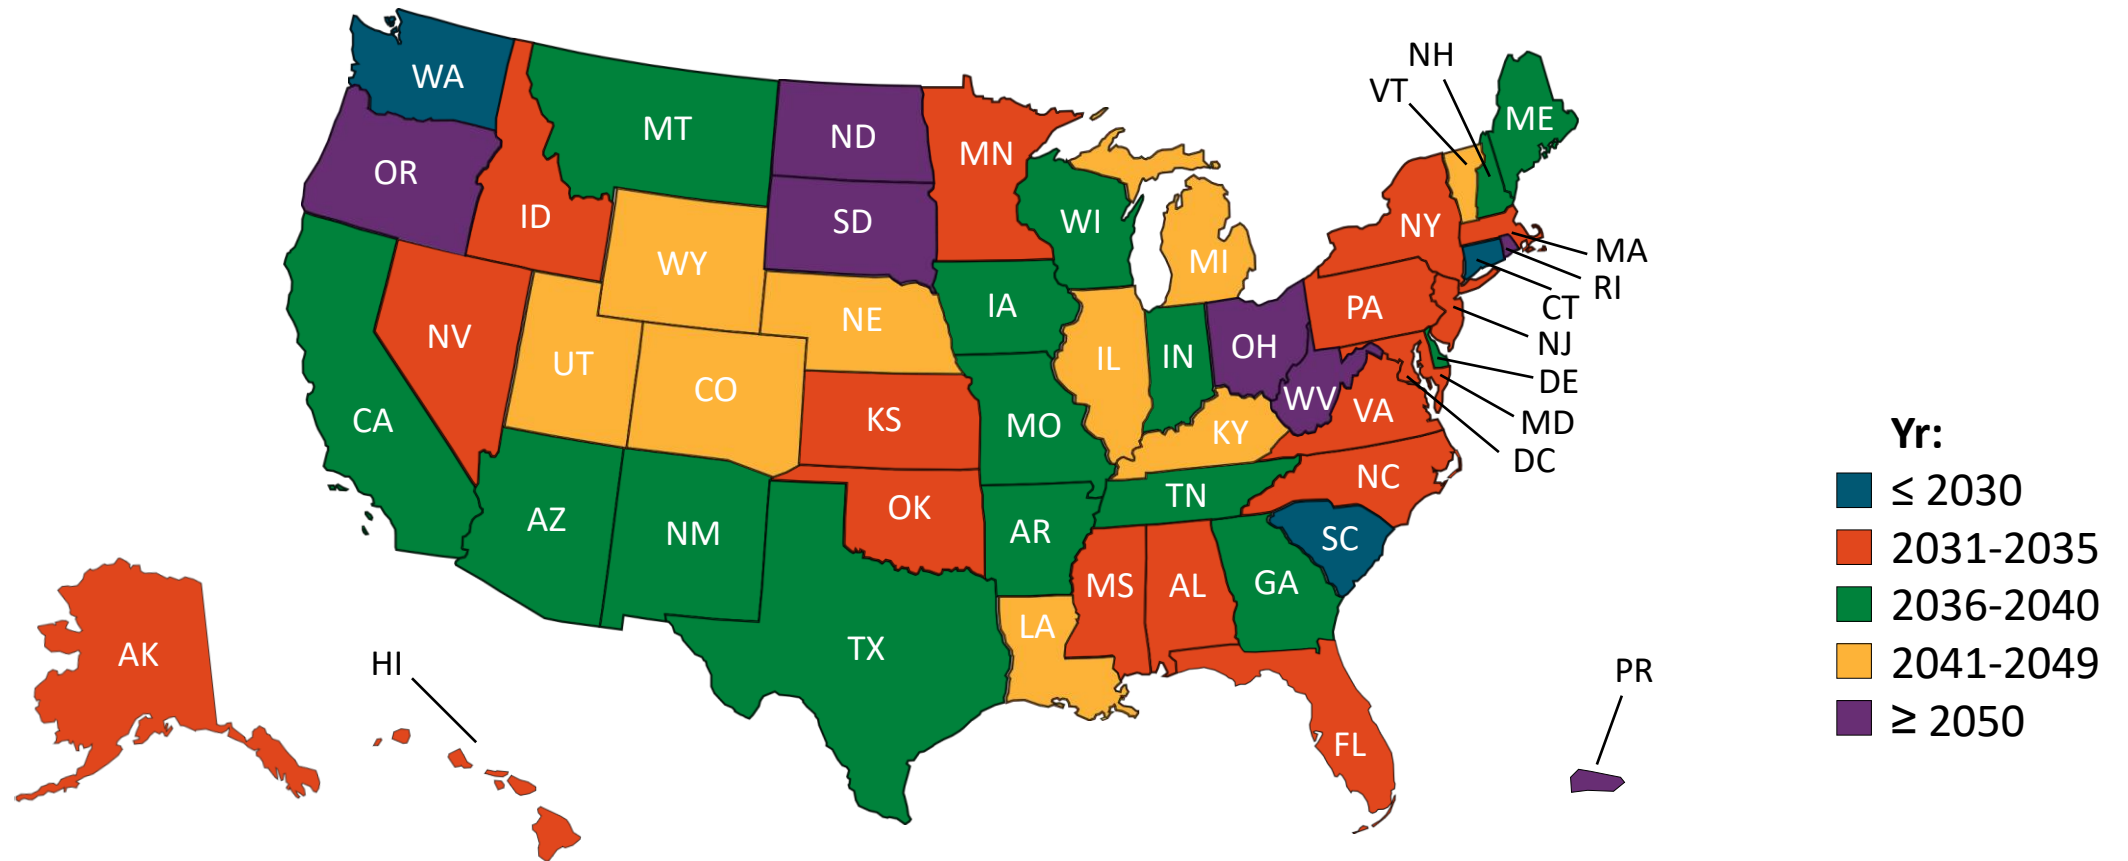 NH
VT
WA
ME
MT
ND
MN
OR
ID
SD
WI
NY
MA
WY
MI
RI
CT
IA
PA
NE
NV
NJ
OH
UT
IL
IN
DE
CO
WV
CA
KS
VA
MD
MO
KY
DC
Yr:
NC
TN
≤ 2030
OK
AZ
NM
AR
SC
2031-2035
MS
AL
GA
2036-2040
LA
TX
AK
HI
2041-2049
PR
≥ 2050
FL